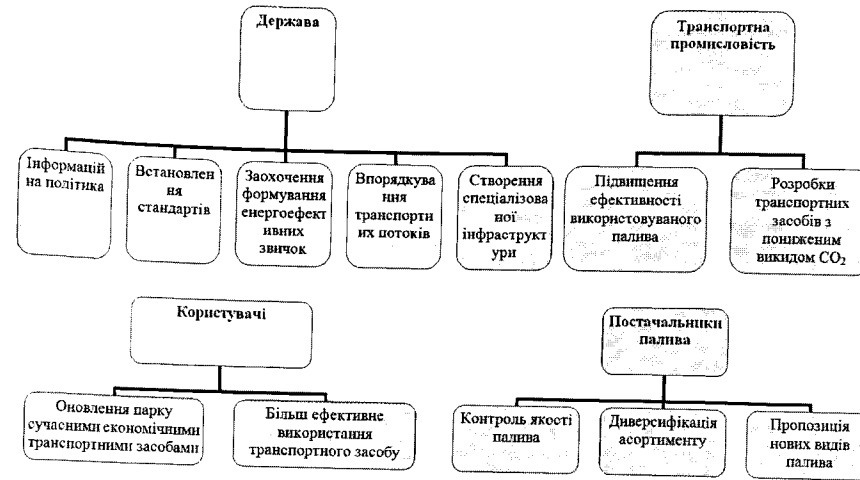 Держава
Транспортна
промисловість
Інформацій
на політика
Встановлен
ня
стандартів
Заохочення
формування
енергоефект
ивних
звичок
Впорядкува
ння
транспортн
их потоків
Створення
спеціалізова
ної
інфраструкт
ури
Підвищення
ефективності
використовуваного
палива
Розробки
транспортних
засобів з
пониженим
викидом CO₂
Користувачі
Постачальники
палива
Оновлення парку
сучасними економічними
транспортними засобами
Більш ефективне
використання
транспортного засобу
Контроль якості
палива
Диверсифікація
асортименту
Пропозиція
нових видів
палива